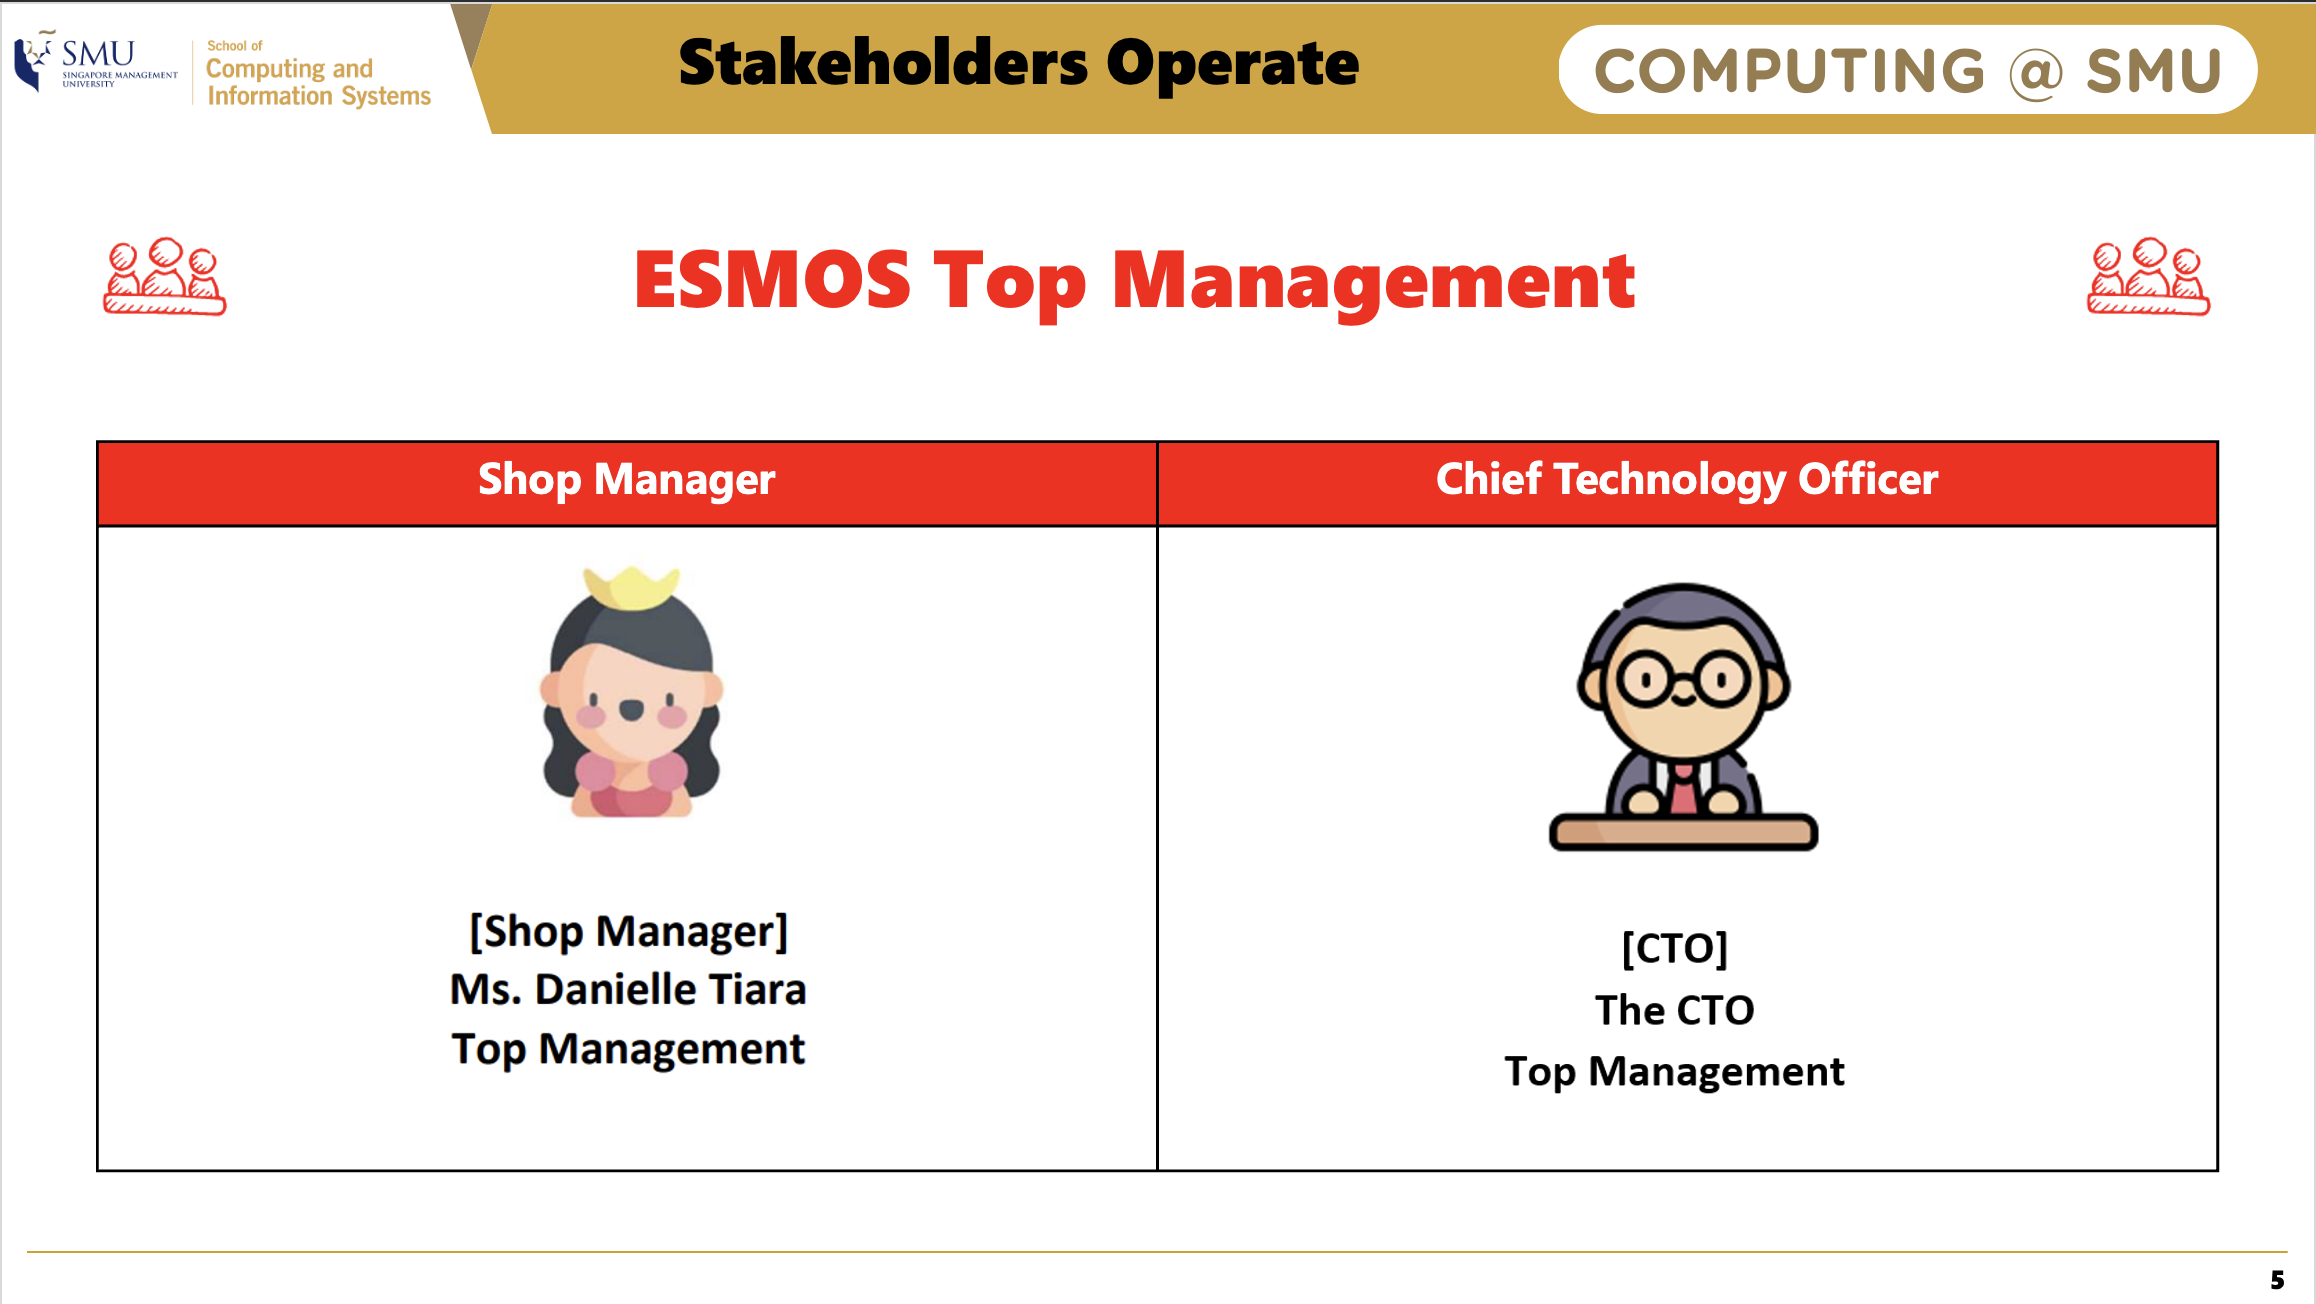 SMU
SINGAPORE MANAGEMENT
UNIVERSITY
School of
Computing and
Information Systems
Stakeholders Operate
COMPUTING @ SMU
ESMOS Top Management
Shop Manager
Chief Technology Officer
[Shop Manager]
Ms. Danielle Tiara
Top Management
[CTO]
The CTO
Top Management
5